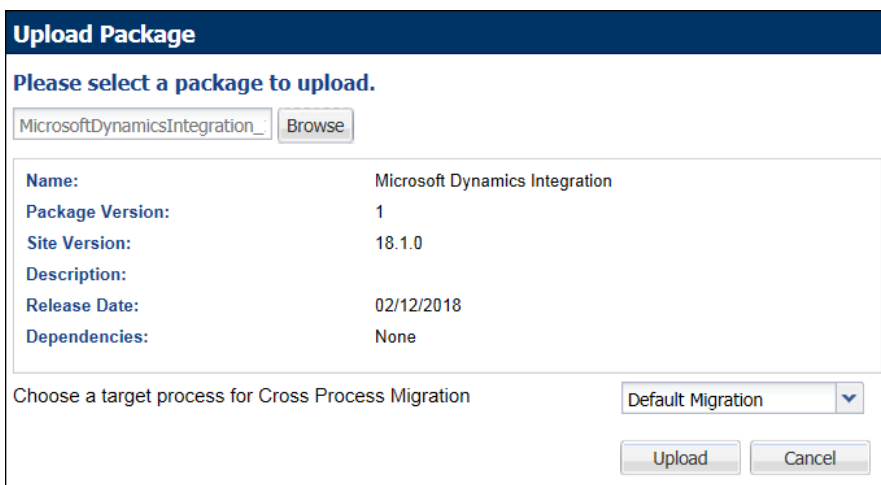 Upload Package
Please select a package to upload.
MicrosoftDynamicsIntegration_ Browse
Name: Microsoft Dynamics Integration
Package Version: 1
Site Version: 18.1.0
Description:
Release Date: 02/12/2018
Dependencies: None
Choose a target process for Cross Process Migration Default Migration
Upload Cancel